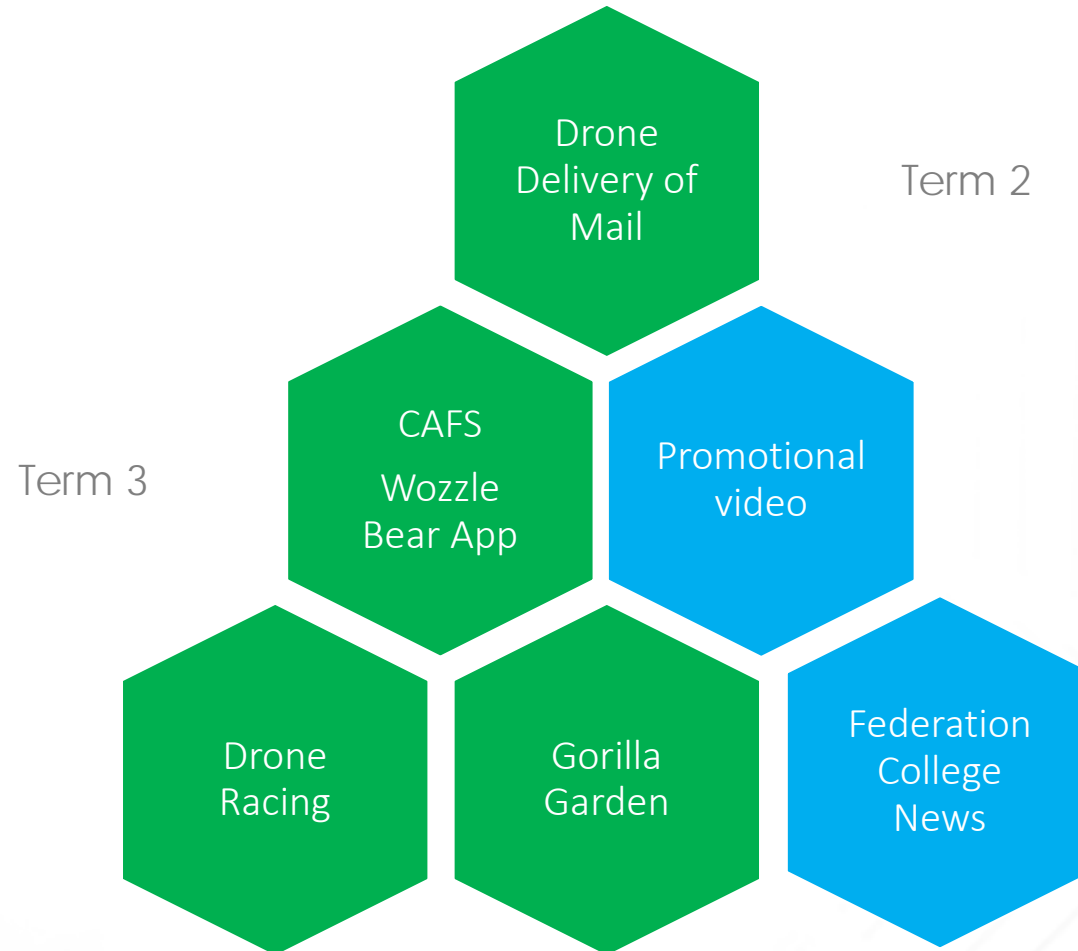 Drone
Delivery of
Mail
Term 2
CAFS
Wozzle
Bear App
Promotional
video
Term 3
Drone
Racing
Gorilla
Garden
Federation
College
News